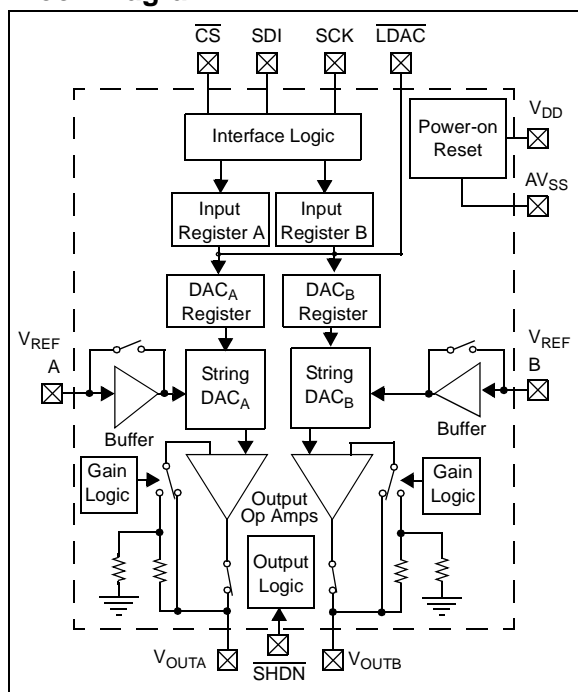 CS SDI SCK LDAC
VDD
Power-on
Reset
Interface Logic
AVSS
Input
Register A
Input
Register B
DACA
Register
DACB
Register
VREF
A
VREF
B
String
DACA
String
DACB
Buffer
Buffer
Gain
Logic
Output
Op Amps
Gain
Logic
Output
Logic
VOUTA
SHDN
VOUTB